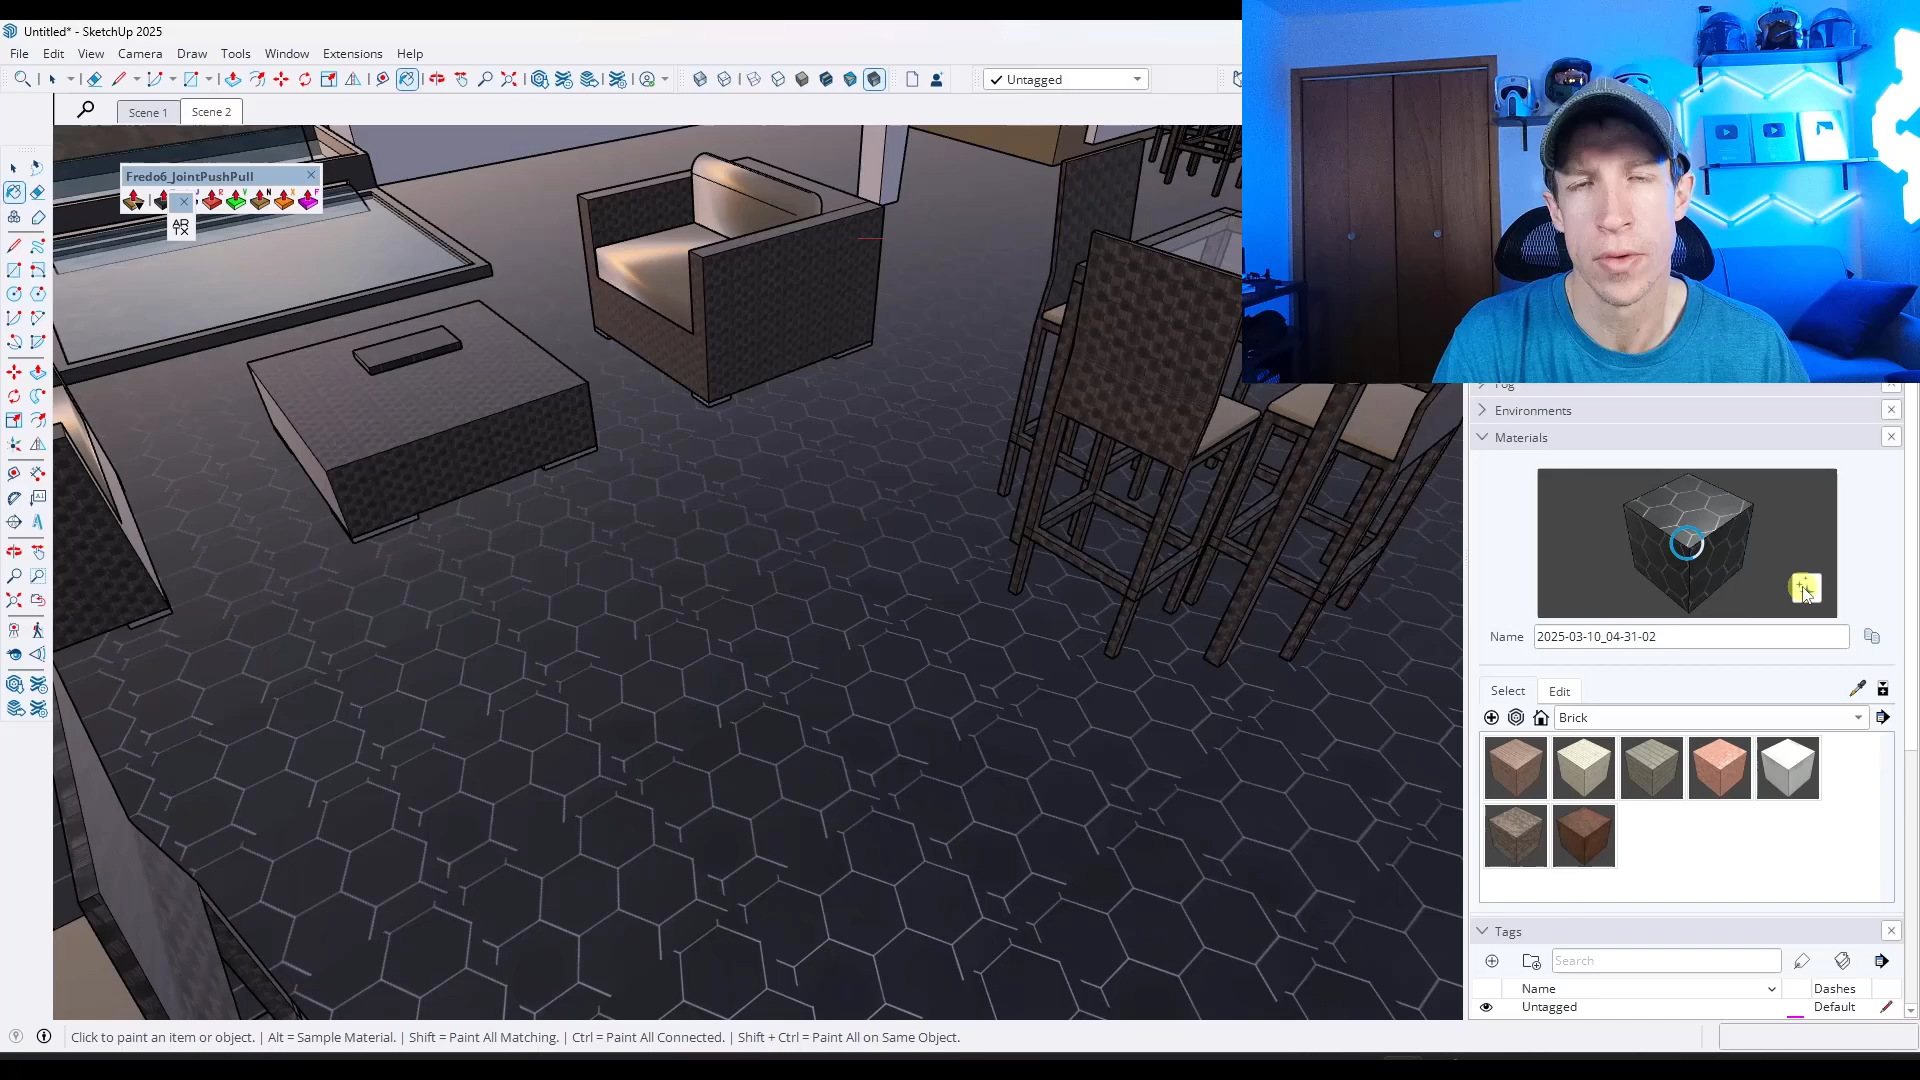 Untitled* - SketchUp 2025
File Edit View Camera Draw Tools Window Extensions Help
Untagged
Scene 1 Scene 2
Fredo6_JointPushPull
J R V N X F
AR
TX
Fog
Environments
Materials
Name 2025-03-10_04-31-02
Select Edit
Brick
Tags
Search
Name Dashes
Untagged Default
Click to paint an item or object. | Alt = Sample Material. | Shift = Paint All Matching. | Ctrl = Paint All Connected. | Shift + Ctrl = Paint All on Same Object.